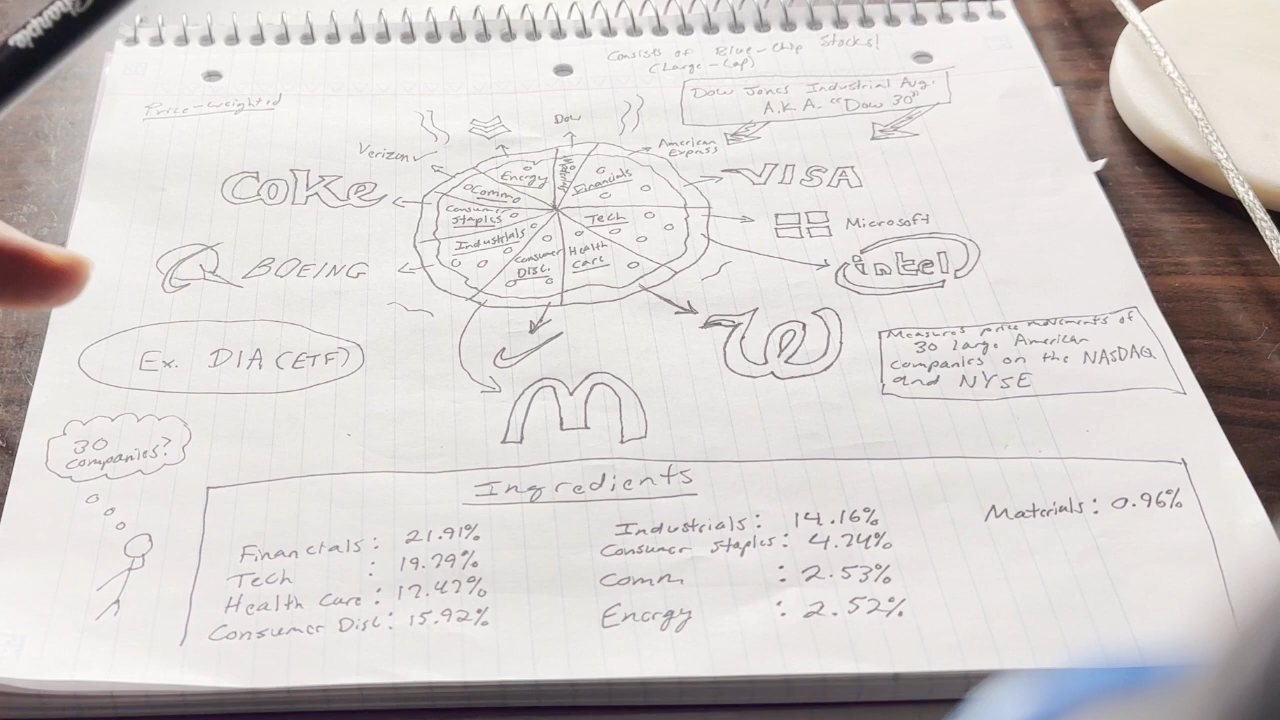 Sharpie
Consists of Blue-Chip Stocks!
(Large-Cap)
Price-weighted
Dow Jones Industrial Avg.
A.K.A. "Dow 30"
Dow
Verizon✓
American
Express
COKE
VISA
Microsoft
BOEING
intel
Energy
Materials
Financials
Comm
Consumer
Staples
Tech
Industrials
Consumer
Disc.
Health
Care
Ex. DIA (ETF)
Measures price movements of
30 large American
companies on the NASDAQ
and NYSE
30
companies?
Ingredients
Financials: 21.91%
Tech : 19.79%
Health Care: 17.47%
Consumer Disc: 15.92%
Industrials: 14.16%
Consumer Staples: 4.74%
Comm : 2.53%
Energy : 2.52%
Materials: 0.96%